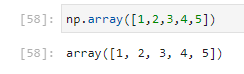 [58]: np.array([1,2,3,4,5])
[58]: array([1, 2, 3, 4, 5])